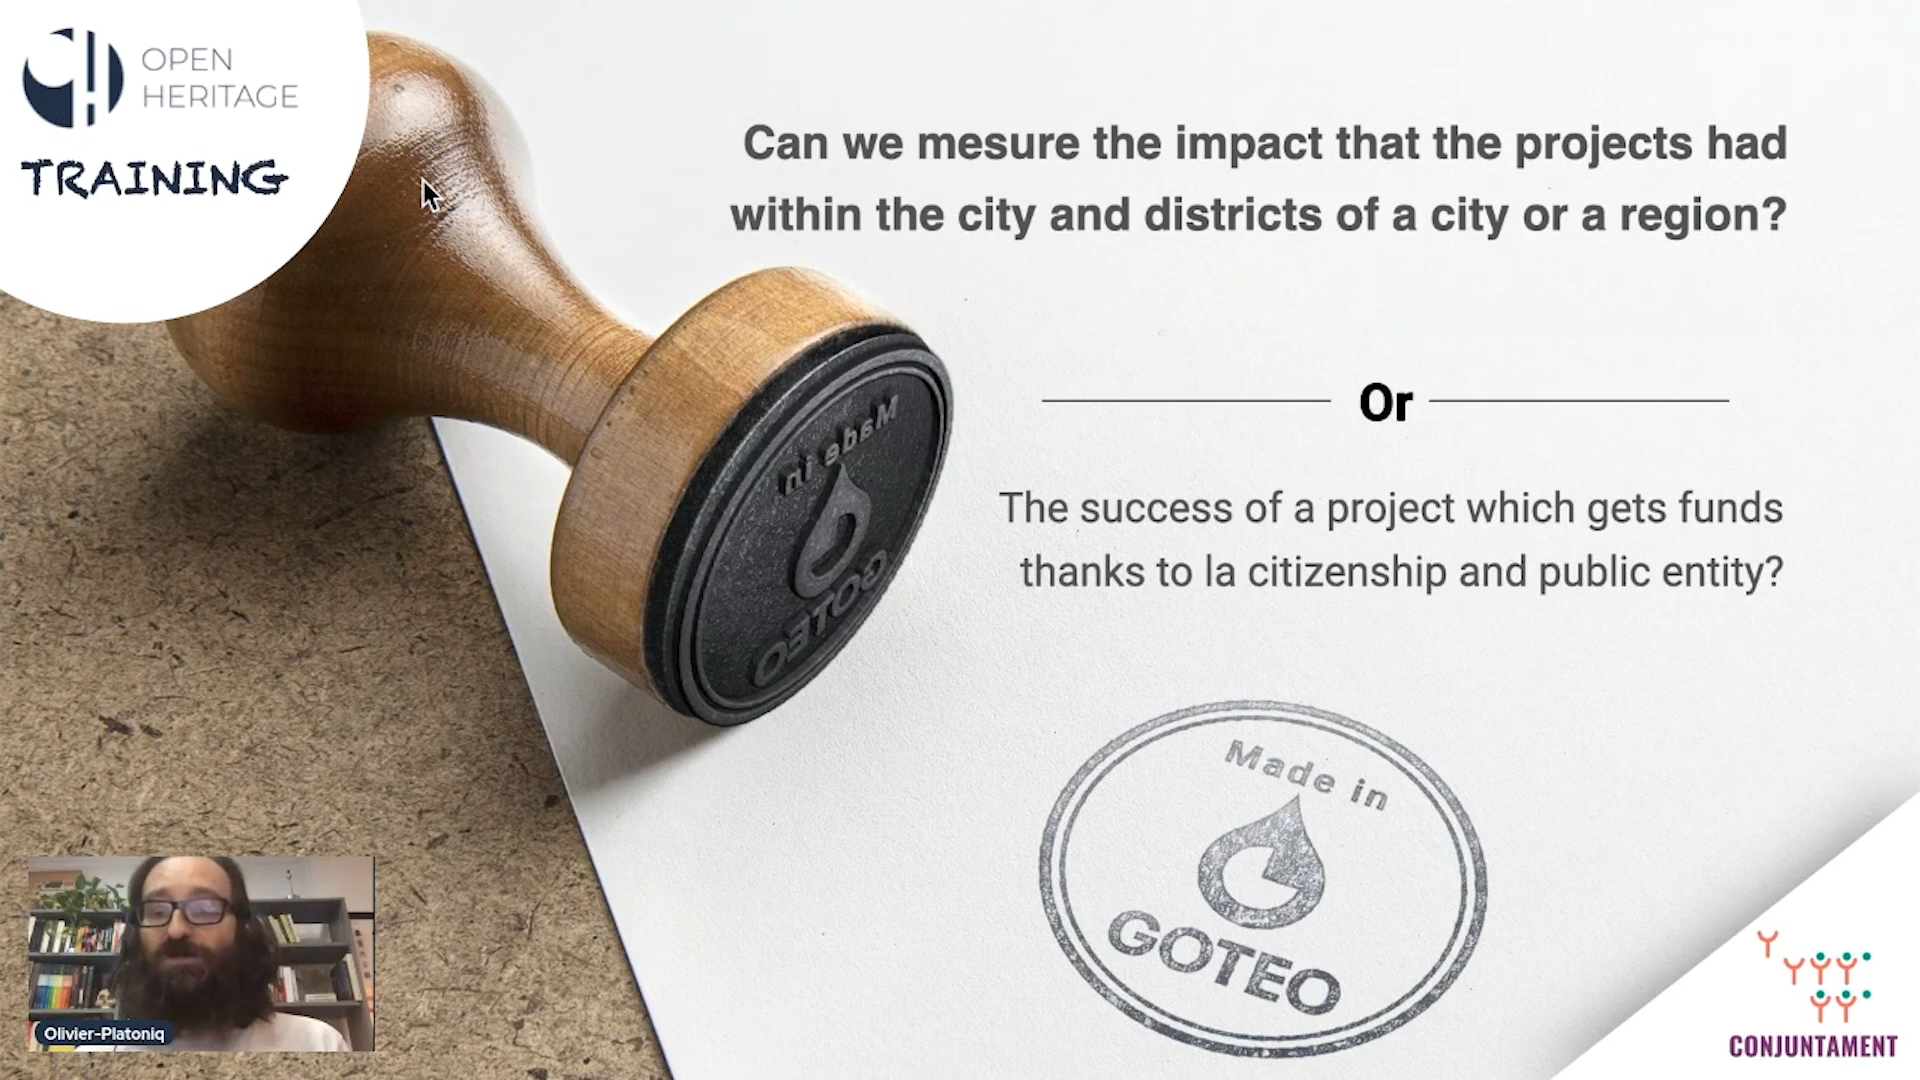 OPEN
HERITAGE
TRAINING
Can we mesure the impact that the projects had
within the city and districts of a city or a region?
Or
The success of a project which gets funds
thanks to la citizenship and public entity?
Made in
GOTEO
Made in
GOTEO
Olivier-Platoniq
CONJUNTAMENT